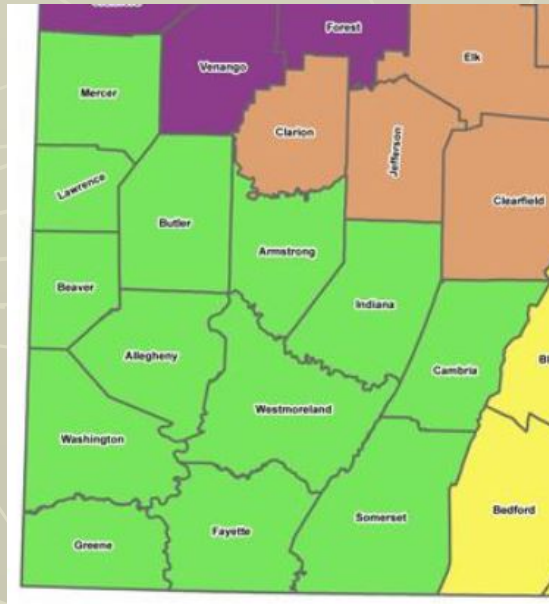 Forest
Venango
Elk
Mercer
Clarion
Jefferson
Lawrence
Clearfield
Butler
Armstrong
Beaver
Indiana
Allegheny
Cambria
Westmoreland
Washington
Bedford
Somerset
Fayette
Greene